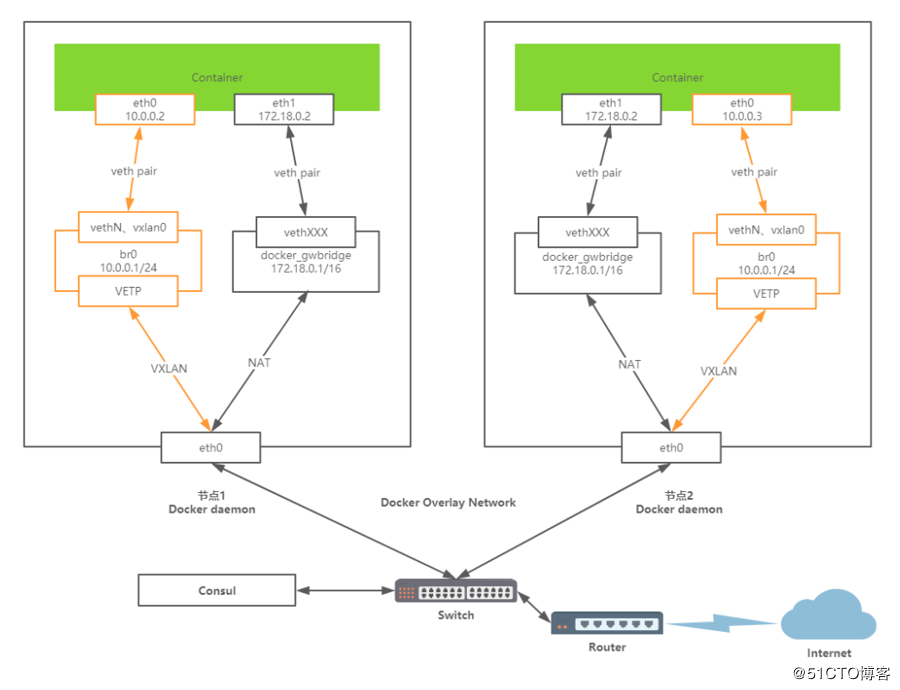 Container
eth0
10.0.0.2
eth1
172.18.0.2
veth pair
veth pair
vethN、vxlan0
br0
10.0.0.1/24
VETP
vethXXX
docker_gwbridge
172.18.0.1/16
VXLAN
NAT
eth0
节点1
Docker daemon
Container
eth1
172.18.0.2
eth0
10.0.0.3
veth pair
veth pair
vethXXX
docker_gwbridge
172.18.0.1/16
vethN、vxlan0
br0
10.0.0.1/24
VETP
NAT
VXLAN
eth0
节点2
Docker daemon
Docker Overlay Network
Consul
Switch
Router
Internet
@51CTO博客